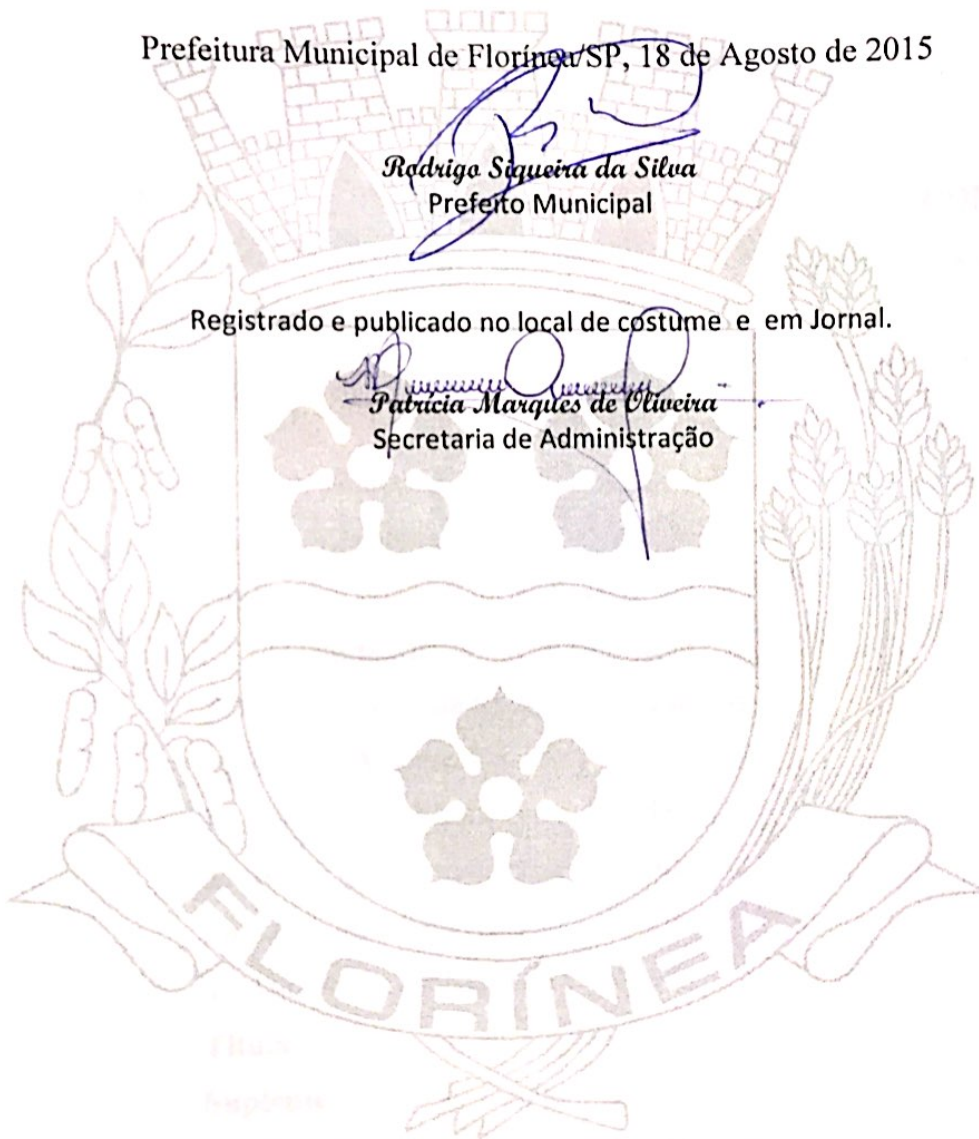 Prefeitura Municipal de Florínea/SP, 18 de Agosto de 2015
Rodrigo Siqueira da Silva
Prefeito Municipal
Registrado e publicado no local de costume e em Jornal.
Patrícia Marques de Oliveira
Secretaria de Administração
FLORÍNEA